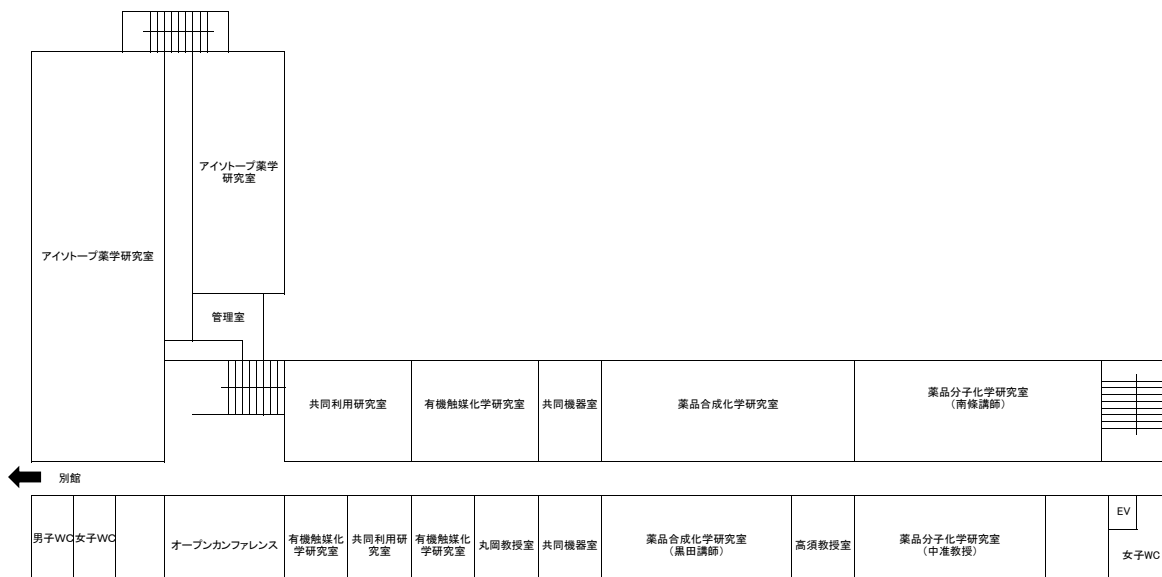 アイソトープ薬学
研究室
アイソトープ薬学研究室
管理室
共同利用研究室
有機触媒化学研究室
共同機器室
薬品合成化学研究室
薬品分子化学研究室
（南條講師）
別館
男子WC
女子WC
オープンカンファレンス
有機触媒化
学研究室
共同利用研
究室
有機触媒化
学研究室
丸岡教授室
共同機器室
薬品合成化学研究室
（黒田講師）
高須教授室
薬品分子化学研究室
（中准教授）
EV
女子WC